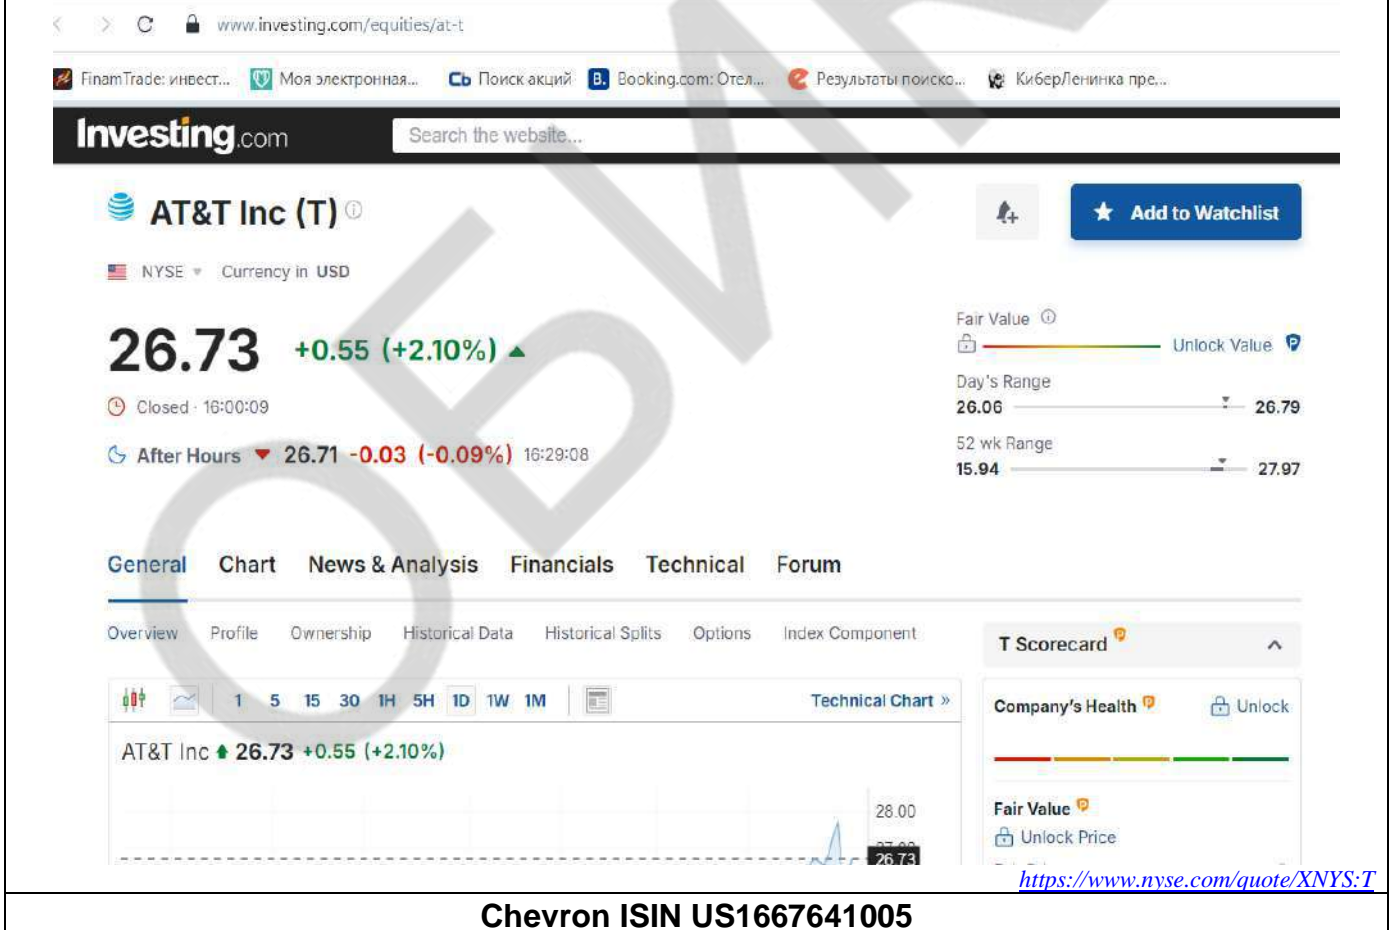 www.investing.com/equities/at-t
FinamTrade: инвест... Моя электронная... Cb Поиск акций B. Booking.com: Отел... Результаты поиско... КиберЛенинка пре...
Investing.com Search the website...
AT&T Inc (T)
Add to Watchlist
NYSE Currency in USD
26.73 +0.55 (+2.10%)
Closed · 16:00:09
After Hours 26.71 -0.03 (-0.09%) 16:29:08
Fair Value
Unlock Value
Day's Range
26.06 26.79
52 wk Range
15.94 27.97
General Chart News & Analysis Financials Technical Forum
Overview Profile Ownership Historical Data Historical Splits Options Index Component
1 5 15 30 1H 5H 1D 1W 1M Technical Chart »
AT&T Inc 26.73 +0.55 (+2.10%)
28.00
26.73
T Scorecard
Company's Health Unlock
Fair Value
Unlock Price
https://www.nyse.com/quote/XNYS:T
Chevron ISIN US1667641005